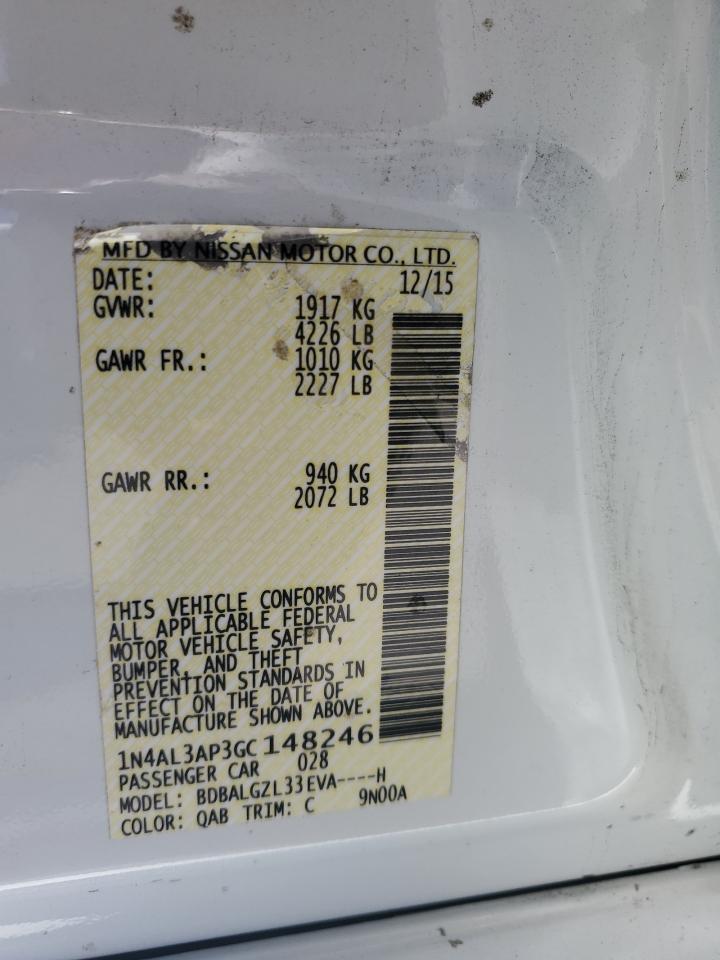 MFD BY NISSAN MOTOR CO., LTD.
DATE: 12/15
GVWR: 1917 KG
4226 LB
GAWR FR.: 1010 KG
2227 LB
GAWR RR.: 940 KG
2072 LB
THIS VEHICLE CONFORMS TO
ALL APPLICABLE FEDERAL
MOTOR VEHICLE SAFETY,
BUMPER, AND THEFT
PREVENTION STANDARDS IN
EFFECT ON THE DATE OF
MANUFACTURE SHOWN ABOVE.
1N4AL3AP3GC148246
PASSENGER CAR 028
MODEL: BDBALGZL33EVA----H
COLOR: QAB TRIM: C 9N00A